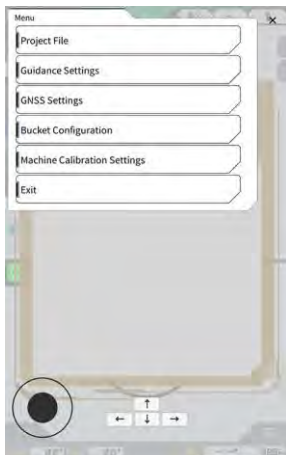 Menu
Project File
Guidance Settings
GNSS Settings
Bucket Configuration
Machine Calibration Settings
Exit
↑
← ↓ →